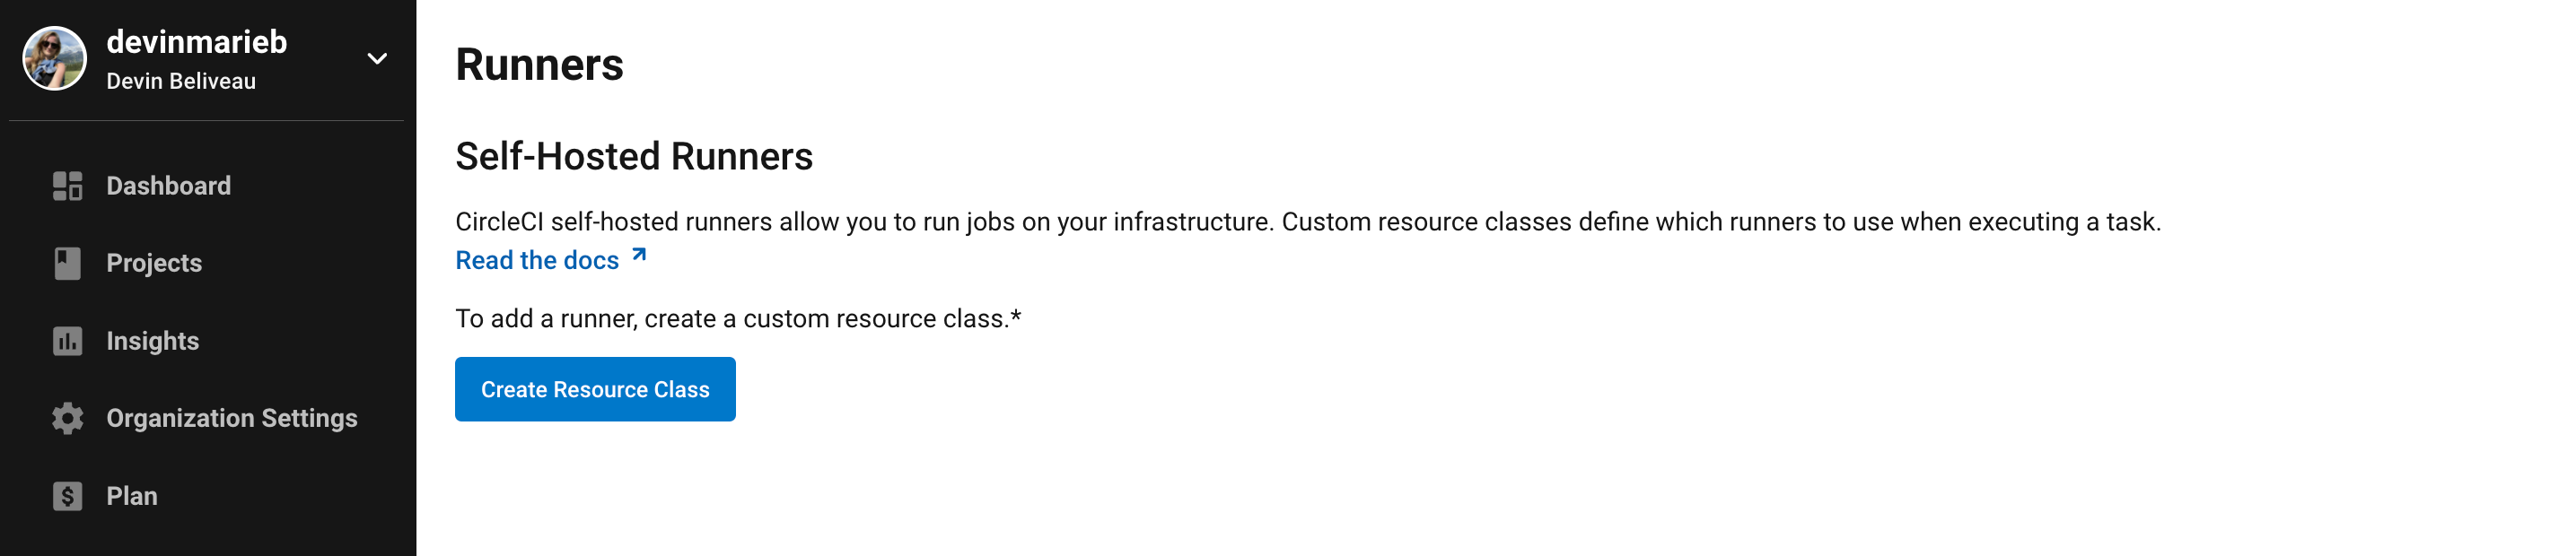 devinmarieb
Devin Beliveau
Dashboard
Projects
Insights
Organization Settings
Plan
Runners
Self-Hosted Runners
CircleCI self-hosted runners allow you to run jobs on your infrastructure. Custom resource classes define which runners to use when executing a task.
Read the docs
To add a runner, create a custom resource class.*
Create Resource Class